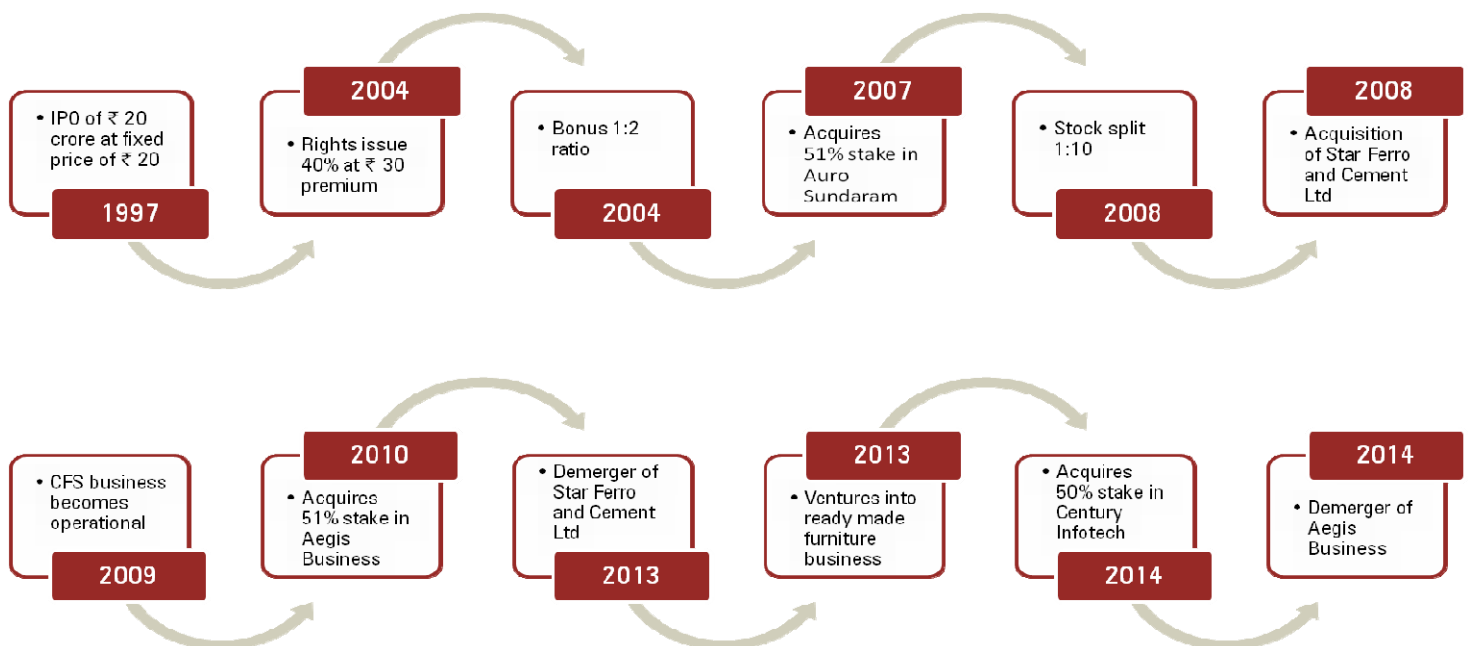 • IPO of ₹ 20
crore at fixed
price of ₹ 20
1997
2004
• Rights issue
40% at ₹ 30
premium
• Bonus 1:2
ratio
2004
2007
• Acquires
51% stake in
Auro
Sundaram
• Stock split
1:10
2008
2008
• Acquisition
of Star Ferro
and Cement
Ltd
• CFS business
becomes
operational
2009
2010
• Acquires
51% stake in
Aegis
Business
• Demerger of
Star Ferro
and Cement
Ltd
2013
2013
• Ventures into
ready made
furniture
business
• Acquires
50% stake in
Century
Infotech
2014
2014
• Demerger of
Aegis
Business